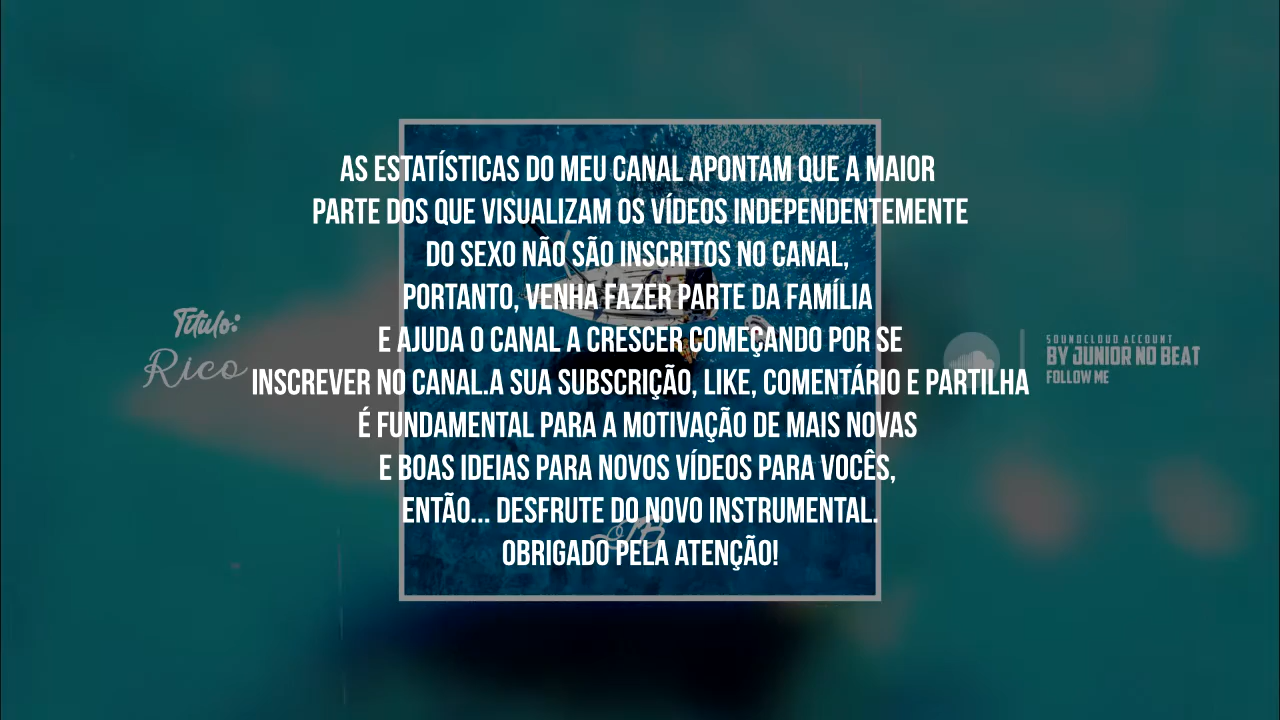 AS ESTATÍSTICAS DO MEU CANAL APONTAM QUE A MAIOR
PARTE DOS QUE VISUALIZAM OS VÍDEOS INDEPENDENTEMENTE
DO SEXO NÃO SÃO INSCRITOS NO CANAL,
PORTANTO, VENHA FAZER PARTE DA FAMÍLIA
E AJUDA O CANAL A CRESCER COMEÇANDO POR SE
INSCREVER NO CANAL.A SUA SUBSCRIÇÃO, LIKE, COMENTÁRIO E PARTILHA
É FUNDAMENTAL PARA A MOTIVAÇÃO DE MAIS NOVAS
E BOAS IDEIAS PARA NOVOS VÍDEOS PARA VOCÊS,
ENTÃO... DESFRUTE DO NOVO INSTRUMENTAL.
OBRIGADO PELA ATENÇÃO!
Título:
Rico
SOUNDCLOUD ACCOUNT
BY JUNIOR NO BEAT
FOLLOW ME